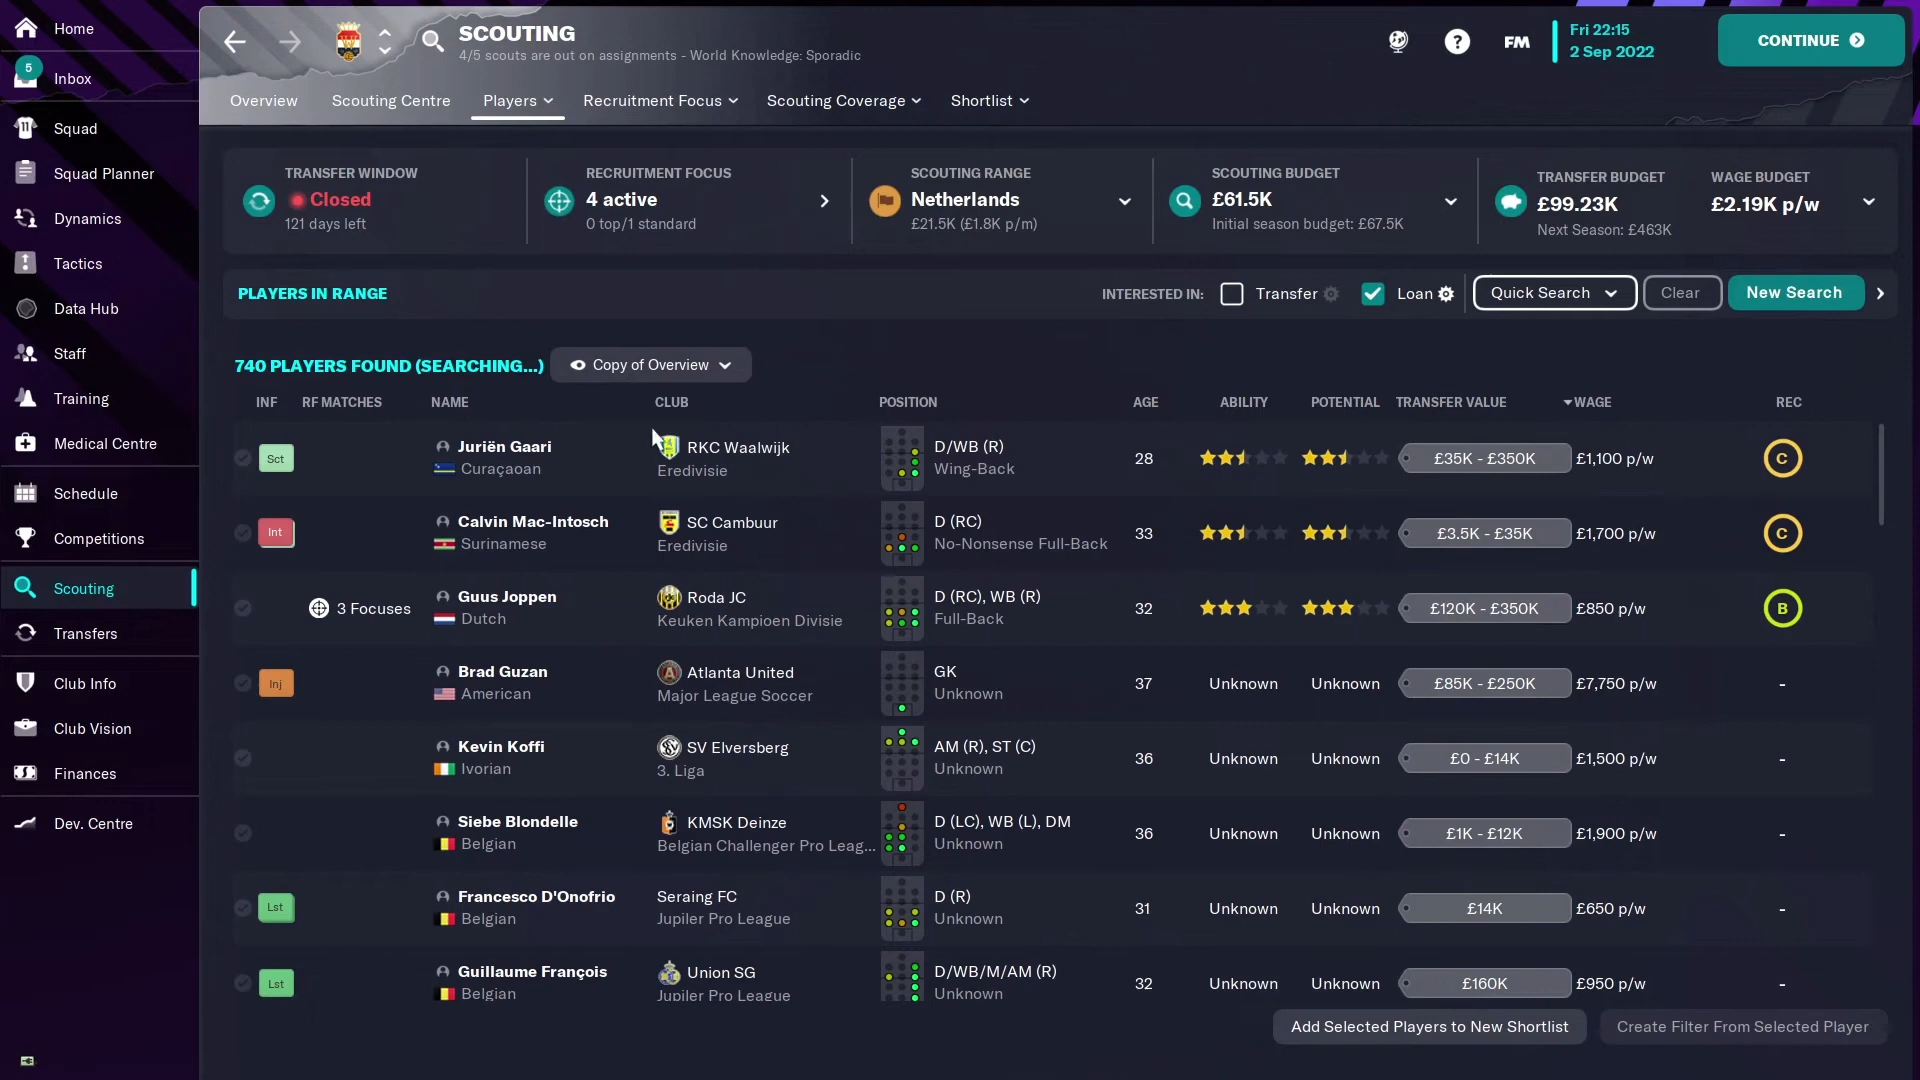 Home
5
Inbox
Squad
Squad Planner
Dynamics
Tactics
Data Hub
Staff
Training
Medical Centre
Schedule
Competitions
Scouting
Transfers
Club Info
Club Vision
Finances
Dev. Centre
SCOUTING
4/5 scouts are out on assignments - World Knowledge: Sporadic
? FM
Fri 22:15
2 Sep 2022
CONTINUE
Overview Scouting Centre Players Recruitment Focus Scouting Coverage Shortlist
TRANSFER WINDOW
Closed
121 days left
RECRUITMENT FOCUS
4 active
0 top/1 standard
SCOUTING RANGE
Netherlands
£21.5K (£1.8K p/m)
SCOUTING BUDGET
£61.5K
Initial season budget: £67.5K
TRANSFER BUDGET
£99.23K
Next Season: £463K
WAGE BUDGET
£2.19K p/w
PLAYERS IN RANGE INTERESTED IN: Transfer Loan Quick Search Clear New Search
740 PLAYERS FOUND (SEARCHING...) Copy of Overview
INF RF MATCHES NAME CLUB POSITION AGE ABILITY POTENTIAL TRANSFER VALUE WAGE REC
Sct Juriën Gaari RKC Waalwijk D/WB (R) 28 £35K - £350K £1,100 p/w C
Curaçaoan Eredivisie Wing-Back
Int Calvin Mac-Intosch SC Cambuur D (RC) 33 £3.5K - £35K £1,700 p/w C
Surinamese Eredivisie No-Nonsense Full-Back
3 Focuses Guus Joppen Roda JC D (RC), WB (R) 32 £120K - £350K £850 p/w B
Dutch Keuken Kampioen Divisie Full-Back
Inj Brad Guzan Atlanta United GK 37 Unknown Unknown £85K - £250K £7,750 p/w -
American Major League Soccer Unknown
Kevin Koffi SV Elversberg AM (R), ST (C) 36 Unknown Unknown £0 - £14K £1,500 p/w -
Ivorian 3. Liga Unknown
Siebe Blondelle KMSK Deinze D (LC), WB (L), DM 36 Unknown Unknown £1K - £12K £1,900 p/w -
Belgian Belgian Challenger Pro Leag... Unknown
Lst Francesco D'Onofrio Seraing FC D (R) 31 Unknown Unknown £14K £650 p/w -
Belgian Jupiler Pro League Unknown
Lst Guillaume François Union SG D/WB/M/AM (R) 32 Unknown Unknown £160K £950 p/w -
Belgian Jupiler Pro League Unknown
Add Selected Players to New Shortlist Create Filter From Selected Player